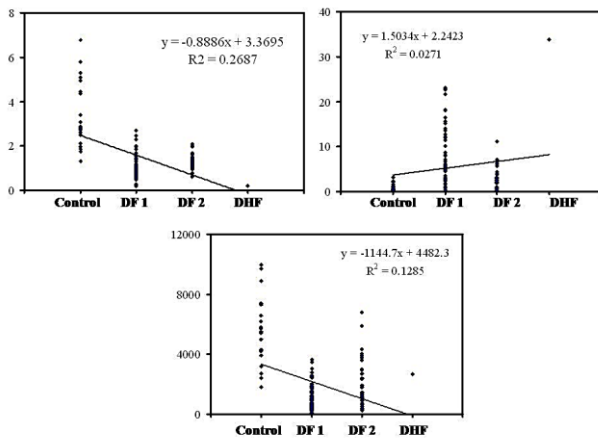 8
6
4
2
0
y = -0.8886x + 3.3695
R2 = 0.2687
Control DF 1 DF 2 DHF
40
30
20
10
0
y = 1.5034x + 2.2423
R² = 0.0271
Control DF 1 DF 2 DHF
12000
8000
4000
0
y = -1144.7x + 4482.3
R² = 0.1285
Control DF 1 DF 2 DHF